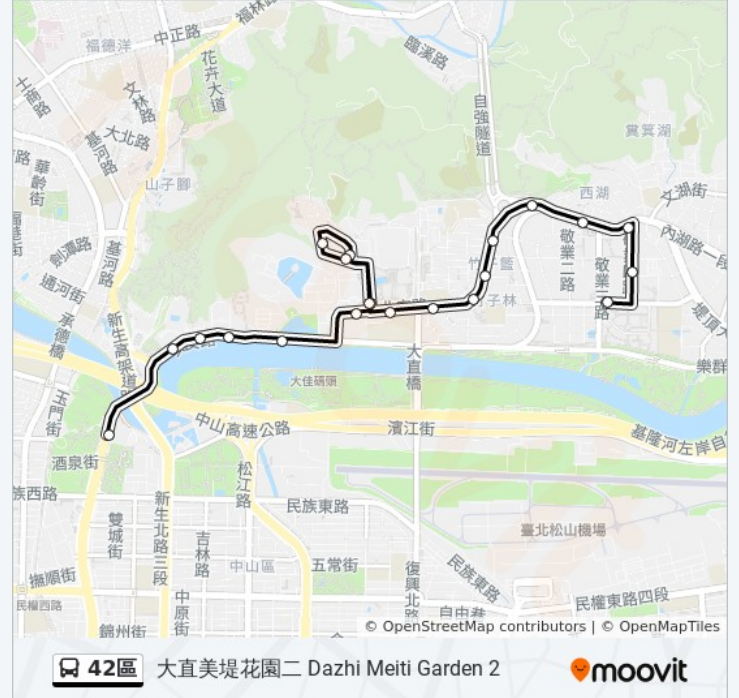 福林路
中正路
福德洋
臨溪路
花卉大道
士商路
文林路
自強隧道
大北路
基河路
賞箕湖
華齡街
山子腳
西湖
文湖街
劍潭路
基河路
敬業二路
內湖路一段
通河街
敬業三路
承德橋
新生高架道路
堤頂大
大直橋
樂群
大佳碼頭
玉門街
中山高速公路
濱江街
基隆河左岸自
酒泉街
松江路
族西路
新生北路三段
民族東路
雙城街
吉林路
臺北松山機場
中山區
五常街
民族東路
撫順街
復興北路
民權東路四段
民權西路
中原街
自由巷
錦州街
© OpenStreetMap contributors | © OpenMapTiles
42區
大直美堤花園二 Dazhi Meiti Garden 2
moovit